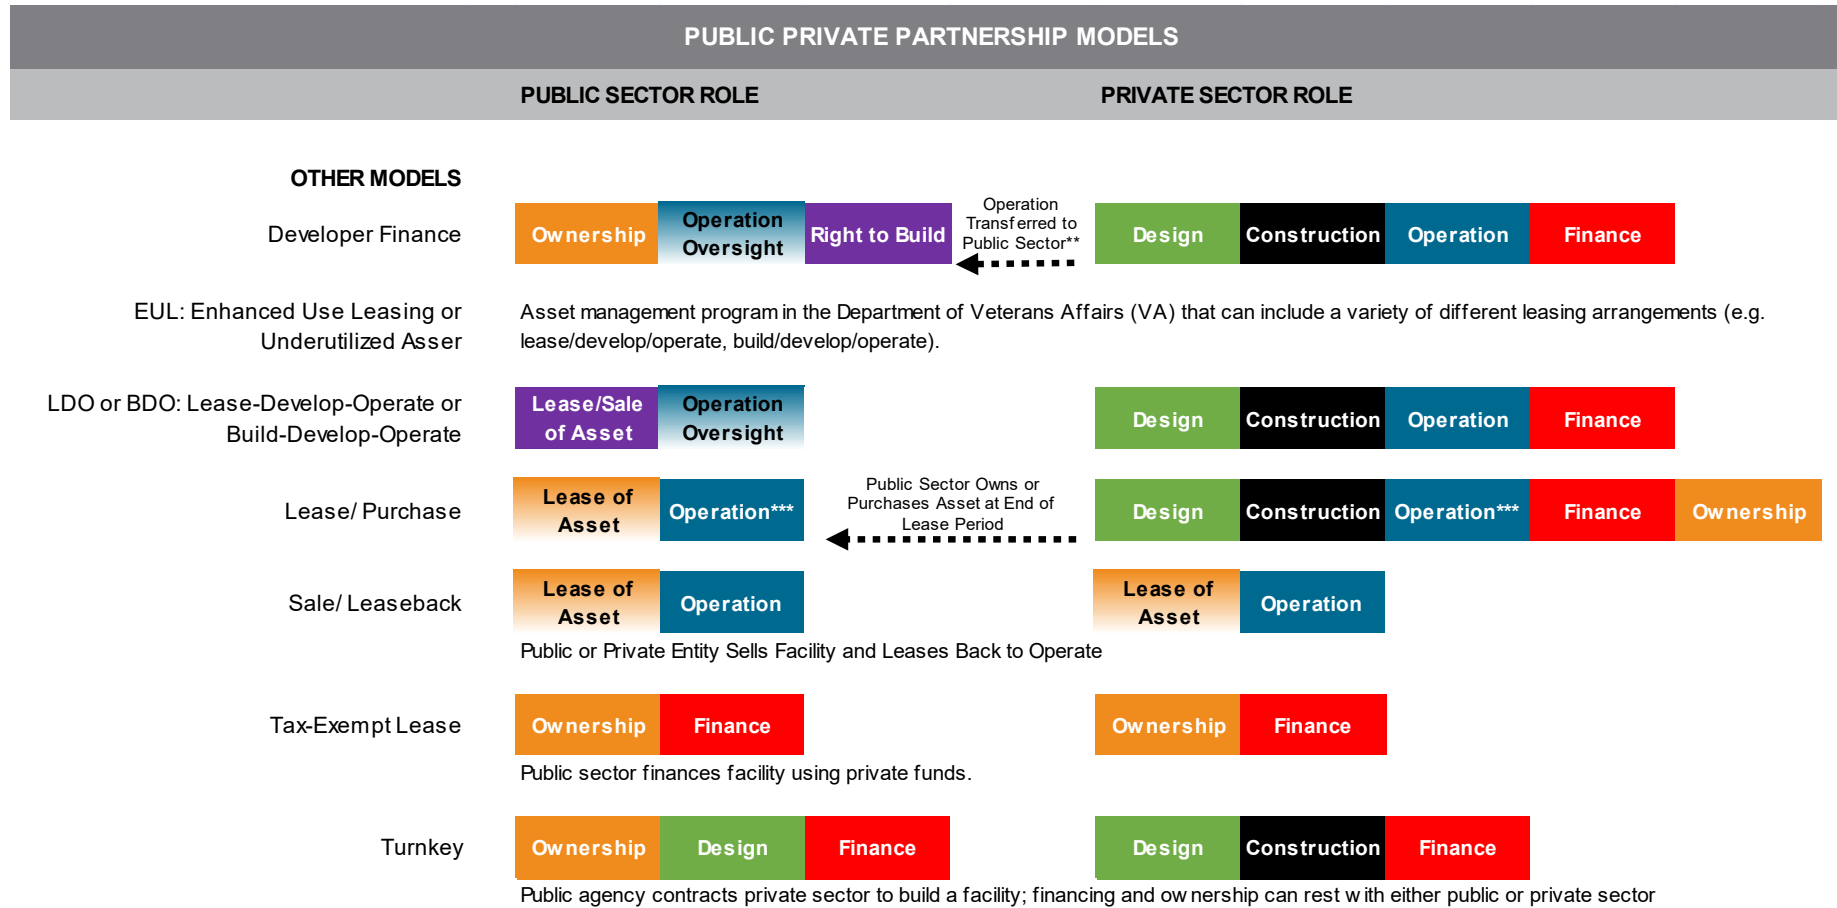 PUBLIC PRIVATE PARTNERSHIP MODELS
PUBLIC SECTOR ROLE
PRIVATE SECTOR ROLE
OTHER MODELS
Developer Finance
Ownership
Operation
Oversight
Right to Build
Operation
Transferred to
Public Sector**
Design
Construction
Operation
Finance
EUL: Enhanced Use Leasing or
Underutilized Asser
Asset management program in the Department of Veterans Affairs (VA) that can include a variety of different leasing arrangements (e.g.
lease/develop/operate, build/develop/operate).
LDO or BDO: Lease-Develop-Operate or
Build-Develop-Operate
Lease/Sale
of Asset
Operation
Oversight
Design
Construction
Operation
Finance
Lease/ Purchase
Lease of
Asset
Operation***
Public Sector Owns or
Purchases Asset at End of
Lease Period
Design
Construction
Operation***
Finance
Ownership
Sale/ Leaseback
Lease of
Asset
Operation
Lease of
Asset
Operation
Public or Private Entity Sells Facility and Leases Back to Operate
Tax-Exempt Lease
Ownership
Finance
Ownership
Finance
Public sector finances facility using private funds.
Turnkey
Ownership
Design
Finance
Design
Construction
Finance
Public agency contracts private sector to build a facility; financing and ownership can rest with either public or private sector